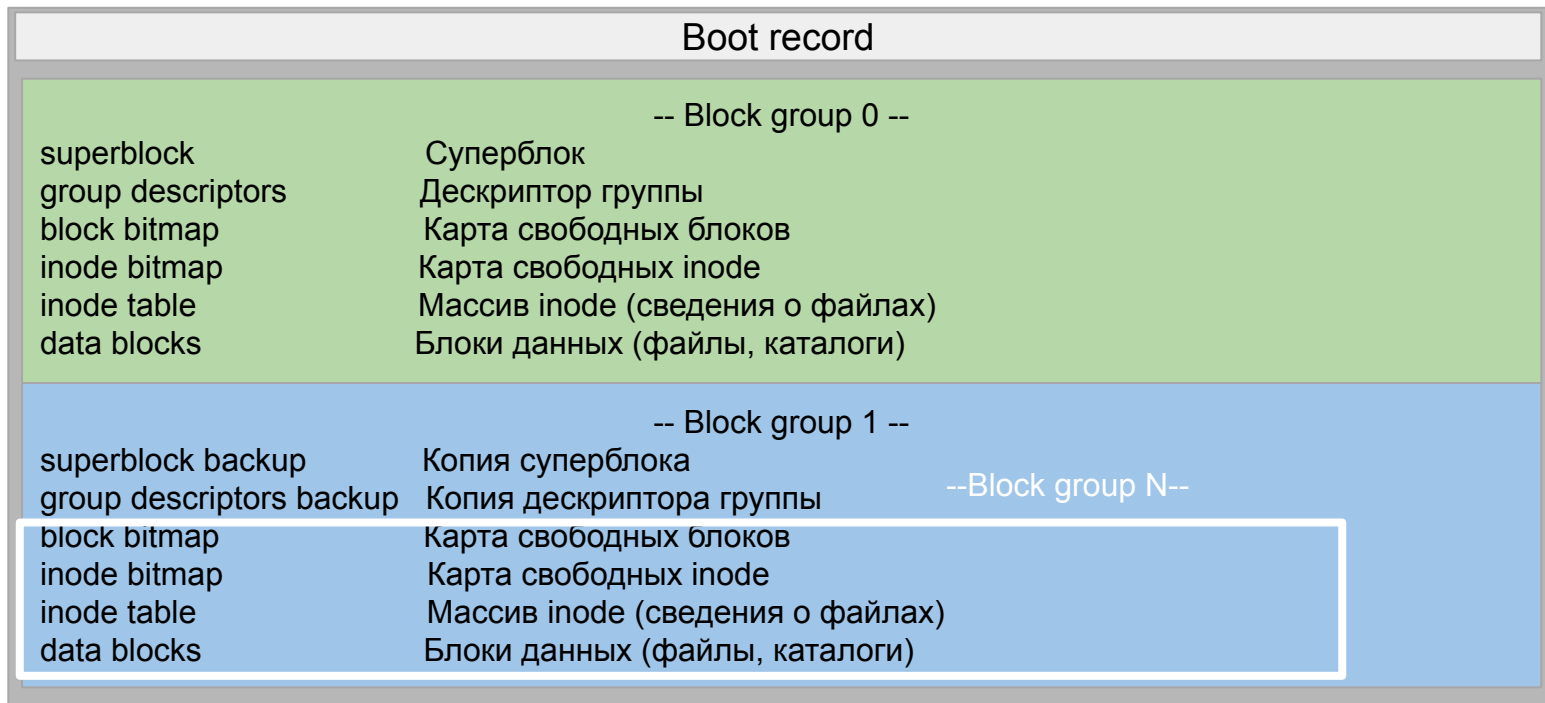 Boot record
-- Block group 0 --
superblock Суперблок
group descriptors Дескриптор группы
block bitmap Карта свободных блоков
inode bitmap Карта свободных inode
inode table Массив inode (сведения о файлах)
data blocks Блоки данных (файлы, каталоги)
-- Block group 1 --
superblock backup Копия суперблока
group descriptors backup Копия дескриптора группы --Block group N--
block bitmap Карта свободных блоков
inode bitmap Карта свободных inode
inode table Массив inode (сведения о файлах)
data blocks Блоки данных (файлы, каталоги)